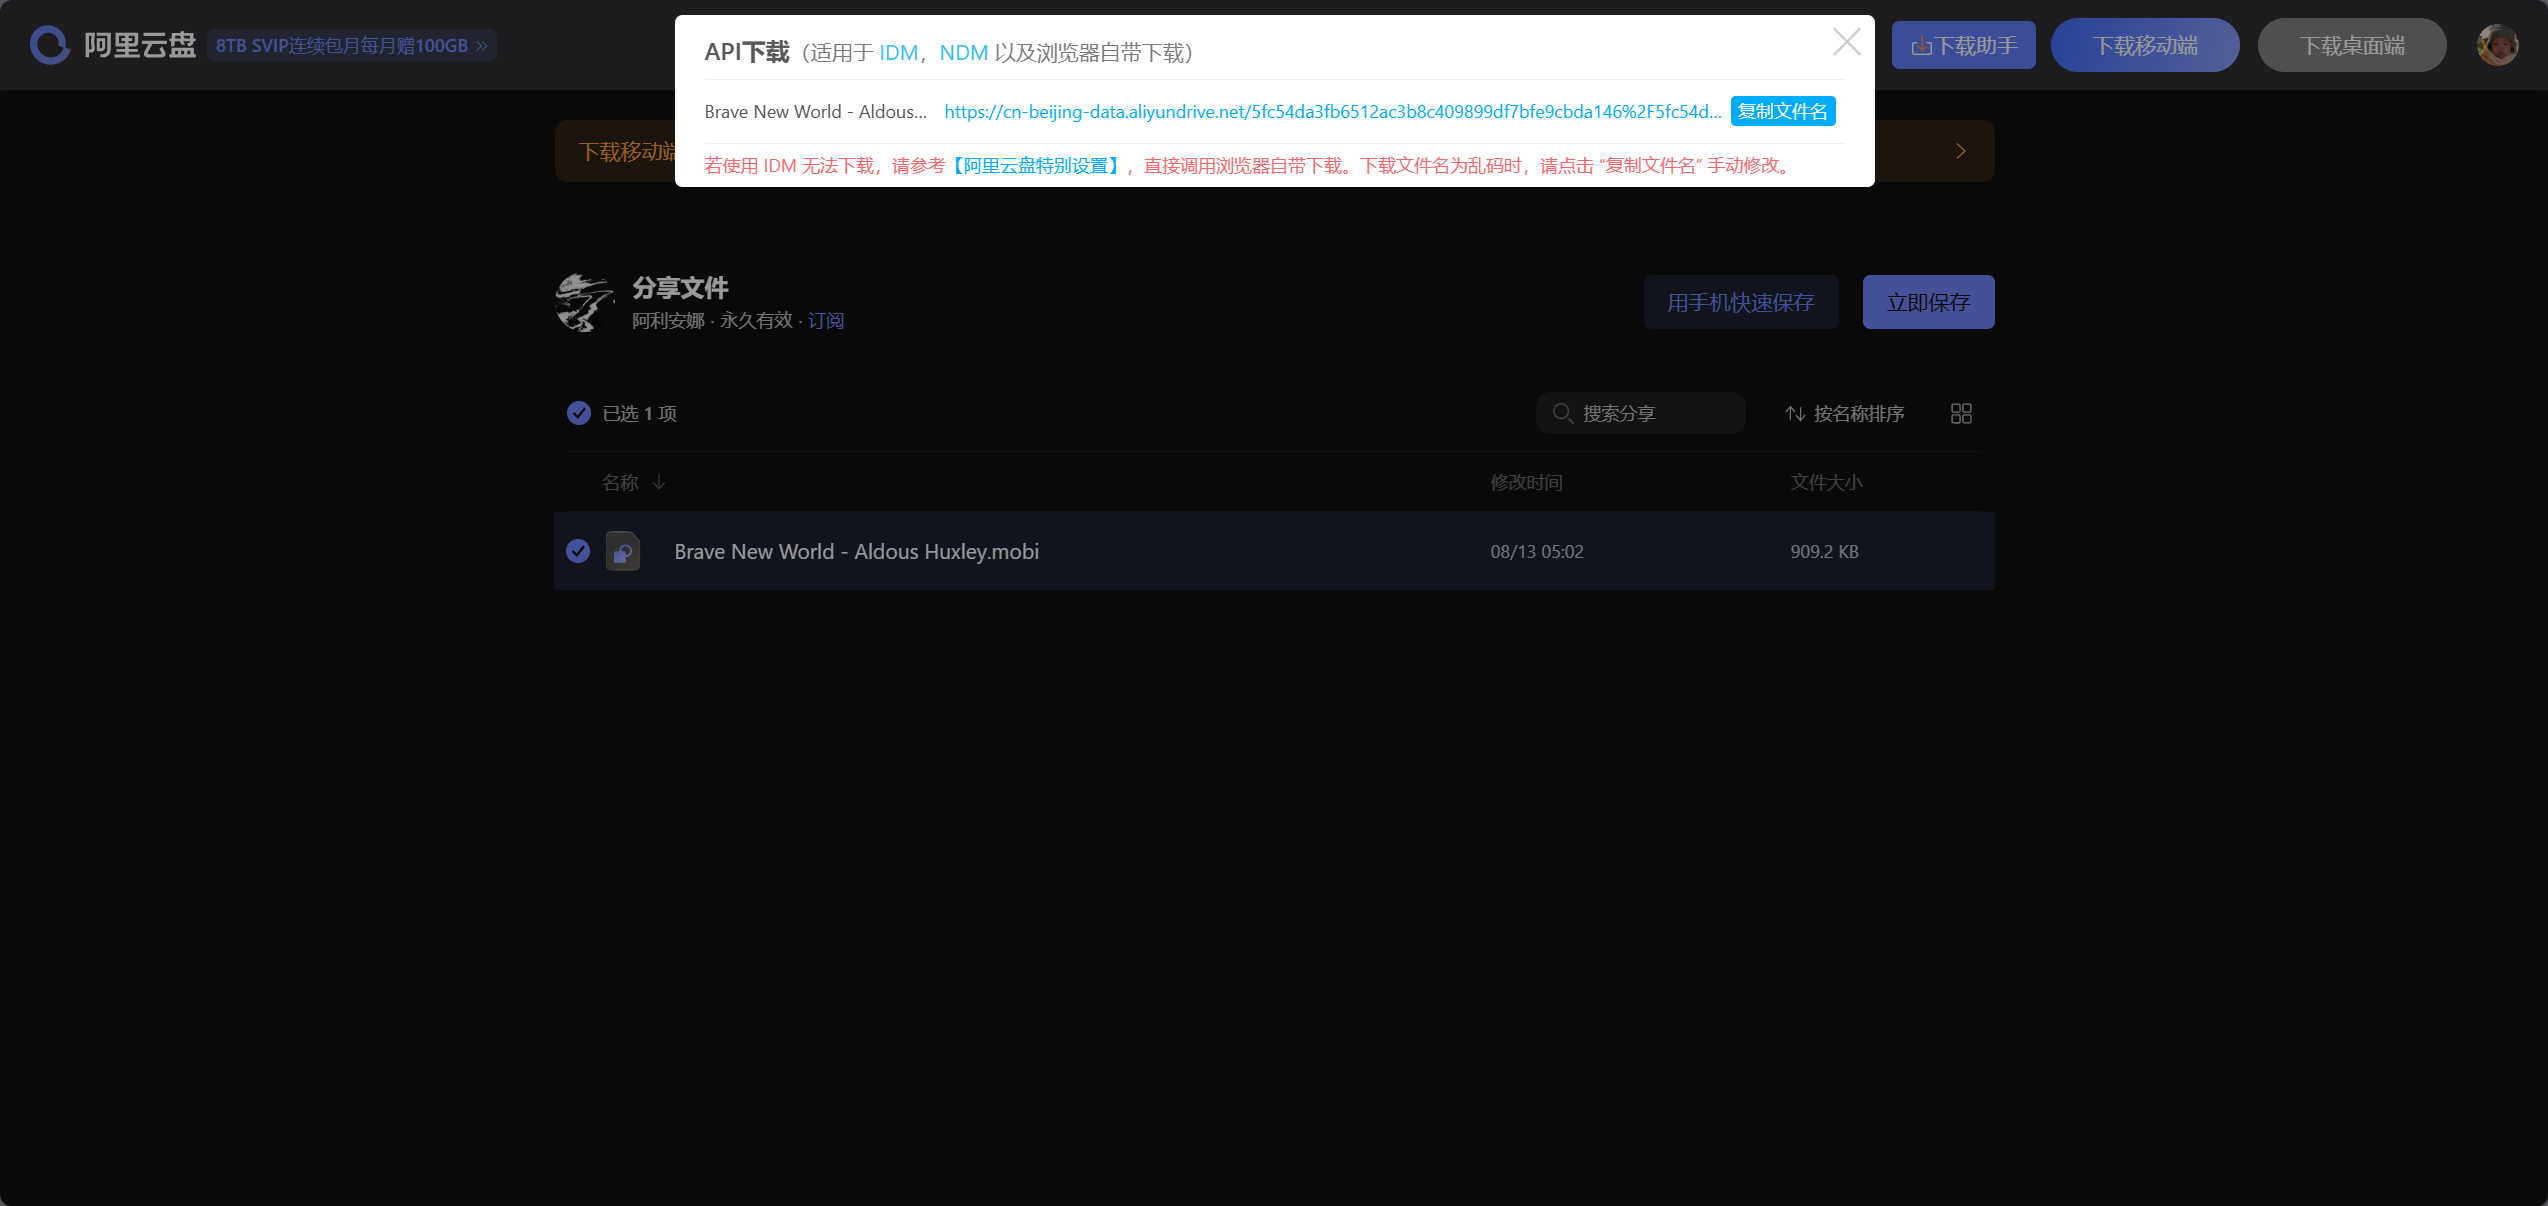 阿里云盘
8TB SVIP连续包月每月赠100GB »
API下载（适用于 IDM，NDM 以及浏览器自带下载）
下载助手
下载移动端
下载桌面端
Brave New World - Aldous...
https://cn-beijing-data.aliyundrive.net/5fc54da3fb6512ac3b8c409899df7bfe9cbda146%2F5fc54d...
复制文件名
下载移动端
若使用 IDM 无法下载，请参考【阿里云盘特别设置】，直接调用浏览器自带下载。下载文件名为乱码时，请点击 “复制文件名” 手动修改。
分享文件
阿利安娜 · 永久有效 · 订阅
用手机快速保存
立即保存
已选 1 项
搜索分享
按名称排序
名称
修改时间
文件大小
Brave New World - Aldous Huxley.mobi
08/13 05:02
909.2 KB